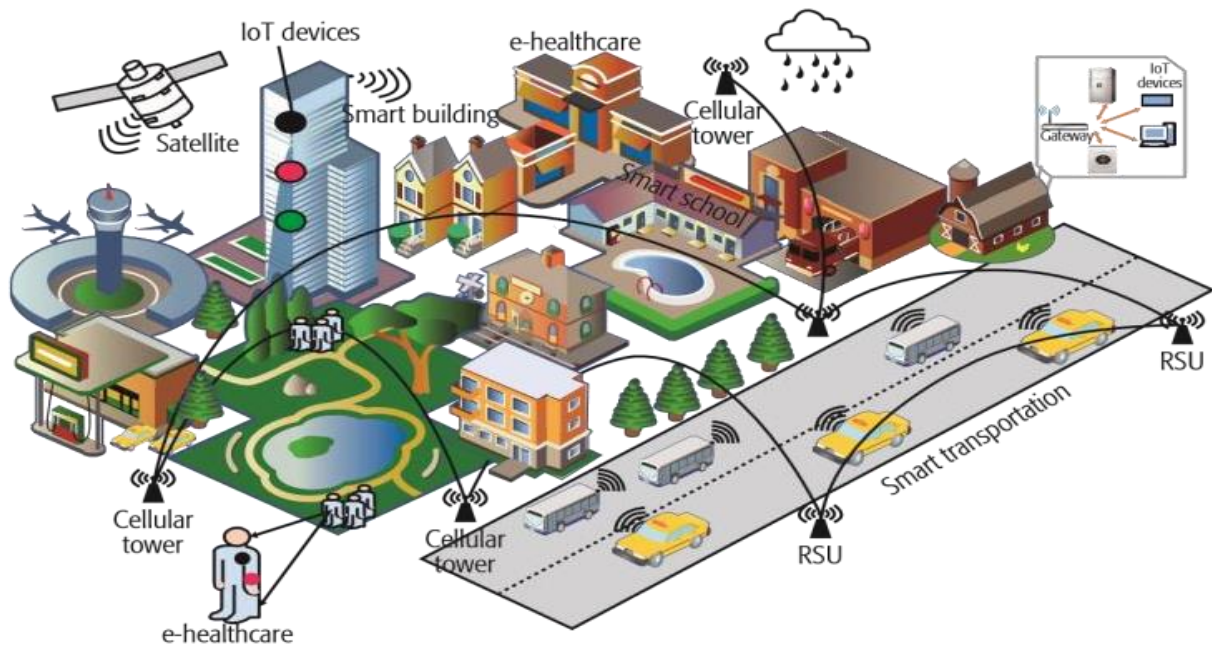 IoT devices
e-healthcare
Cellular
tower
IoT
devices
Gateway
Smart building
Satellite
Smart school
RSU
Smart transportation
Cellular
tower
Cellular
tower
RSU
e-healthcare